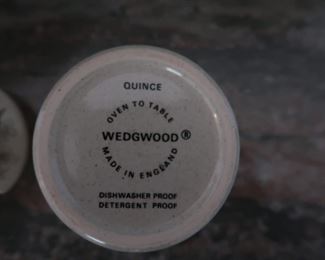 QUINCE
OVEN TO TABLE
WEDGWOOD®
MADE IN ENGLAND
DISHWASHER PROOF
DETERGENT PROOF